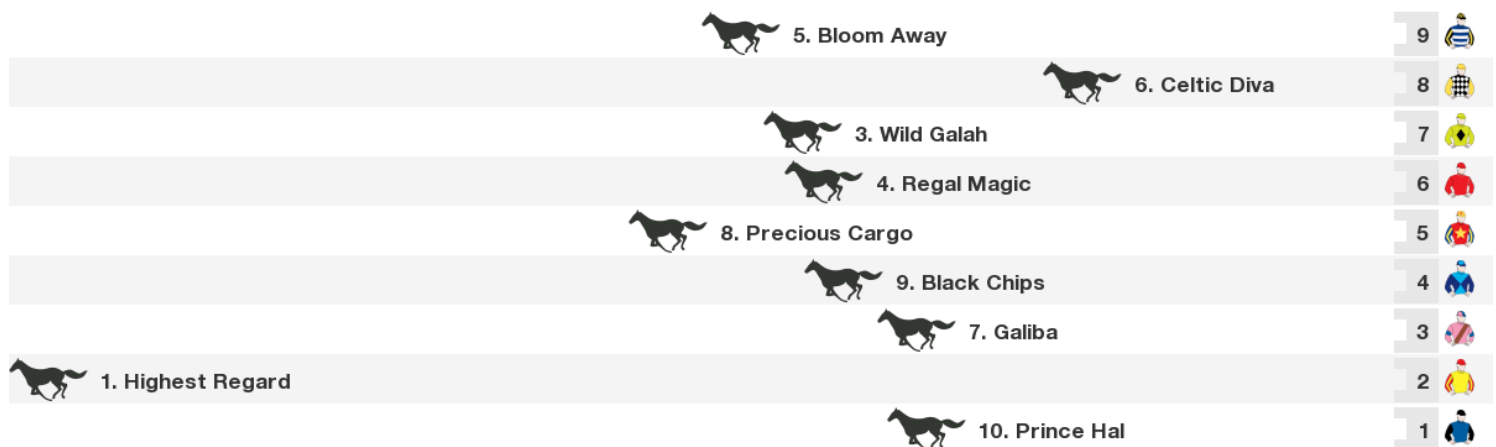 5. Bloom Away 9
6. Celtic Diva 8
3. Wild Galah 7
4. Regal Magic 6
8. Precious Cargo 5
9. Black Chips 4
7. Galiba 3
1. Highest Regard 2
10. Prince Hal 1